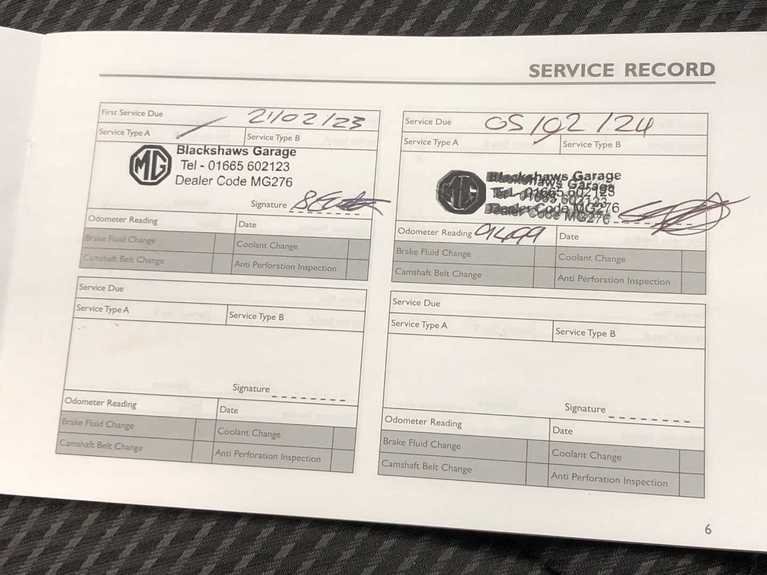 SERVICE RECORD
First Service Due 21/02/23
Service Type A Service Type B
MG Blackshaws Garage
Tel - 01665 602123
Dealer Code MG276
Signature
Odometer Reading Date
Brake Fluid Change Coolant Change
Camshaft Belt Change Anti Perforation Inspection
Service Due 05/02/24
Service Type A Service Type B
MG Blackshaws Garage
Tel - 01665 602123
Dealer Code MG276
Odometer Reading Date
Brake Fluid Change Coolant Change
Camshaft Belt Change Anti Perforation Inspection
Service Due
Service Type A Service Type B
Signature
Odometer Reading Date
Brake Fluid Change Coolant Change
Camshaft Belt Change Anti Perforation Inspection
Service Due
Service Type A Service Type B
Signature
Odometer Reading Date
Brake Fluid Change Coolant Change
Camshaft Belt Change Anti Perforation Inspection
6